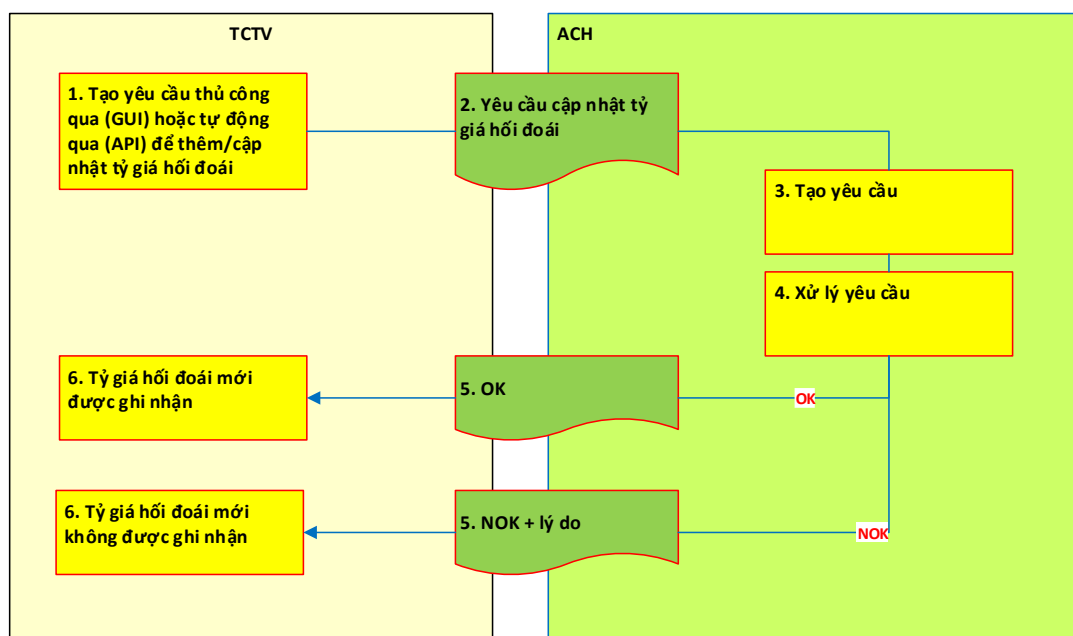 TCTV
ACH
1. Tạo yêu cầu thủ công
qua (GUI) hoặc tự động
qua (API) để thêm/cập
nhật tỷ giá hối đoái
2. Yêu cầu cập nhật tỷ
giá hối đoái
3. Tạo yêu cầu
4. Xử lý yêu cầu
6. Tỷ giá hối đoái mới
được ghi nhận
5. OK
OK
6. Tỷ giá hối đoái mới
không được ghi nhận
5. NOK + lý do
NOK